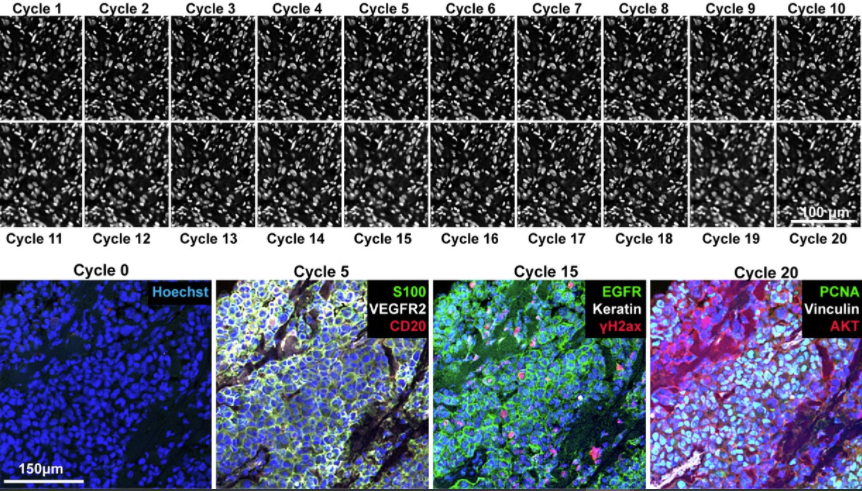 Cycle 1 Cycle 2 Cycle 3 Cycle 4 Cycle 5 Cycle 6 Cycle 7 Cycle 8 Cycle 9 Cycle 10
100 µm
Cycle 11 Cycle 12 Cycle 13 Cycle 14 Cycle 15 Cycle 16 Cycle 17 Cycle 18 Cycle 19 Cycle 20
Cycle 0 Cycle 5 Cycle 15 Cycle 20
Hoechst
S100
VEGFR2
CD20
EGFR
Keratin
γH2ax
PCNA
Vinculin
AKT
150µm